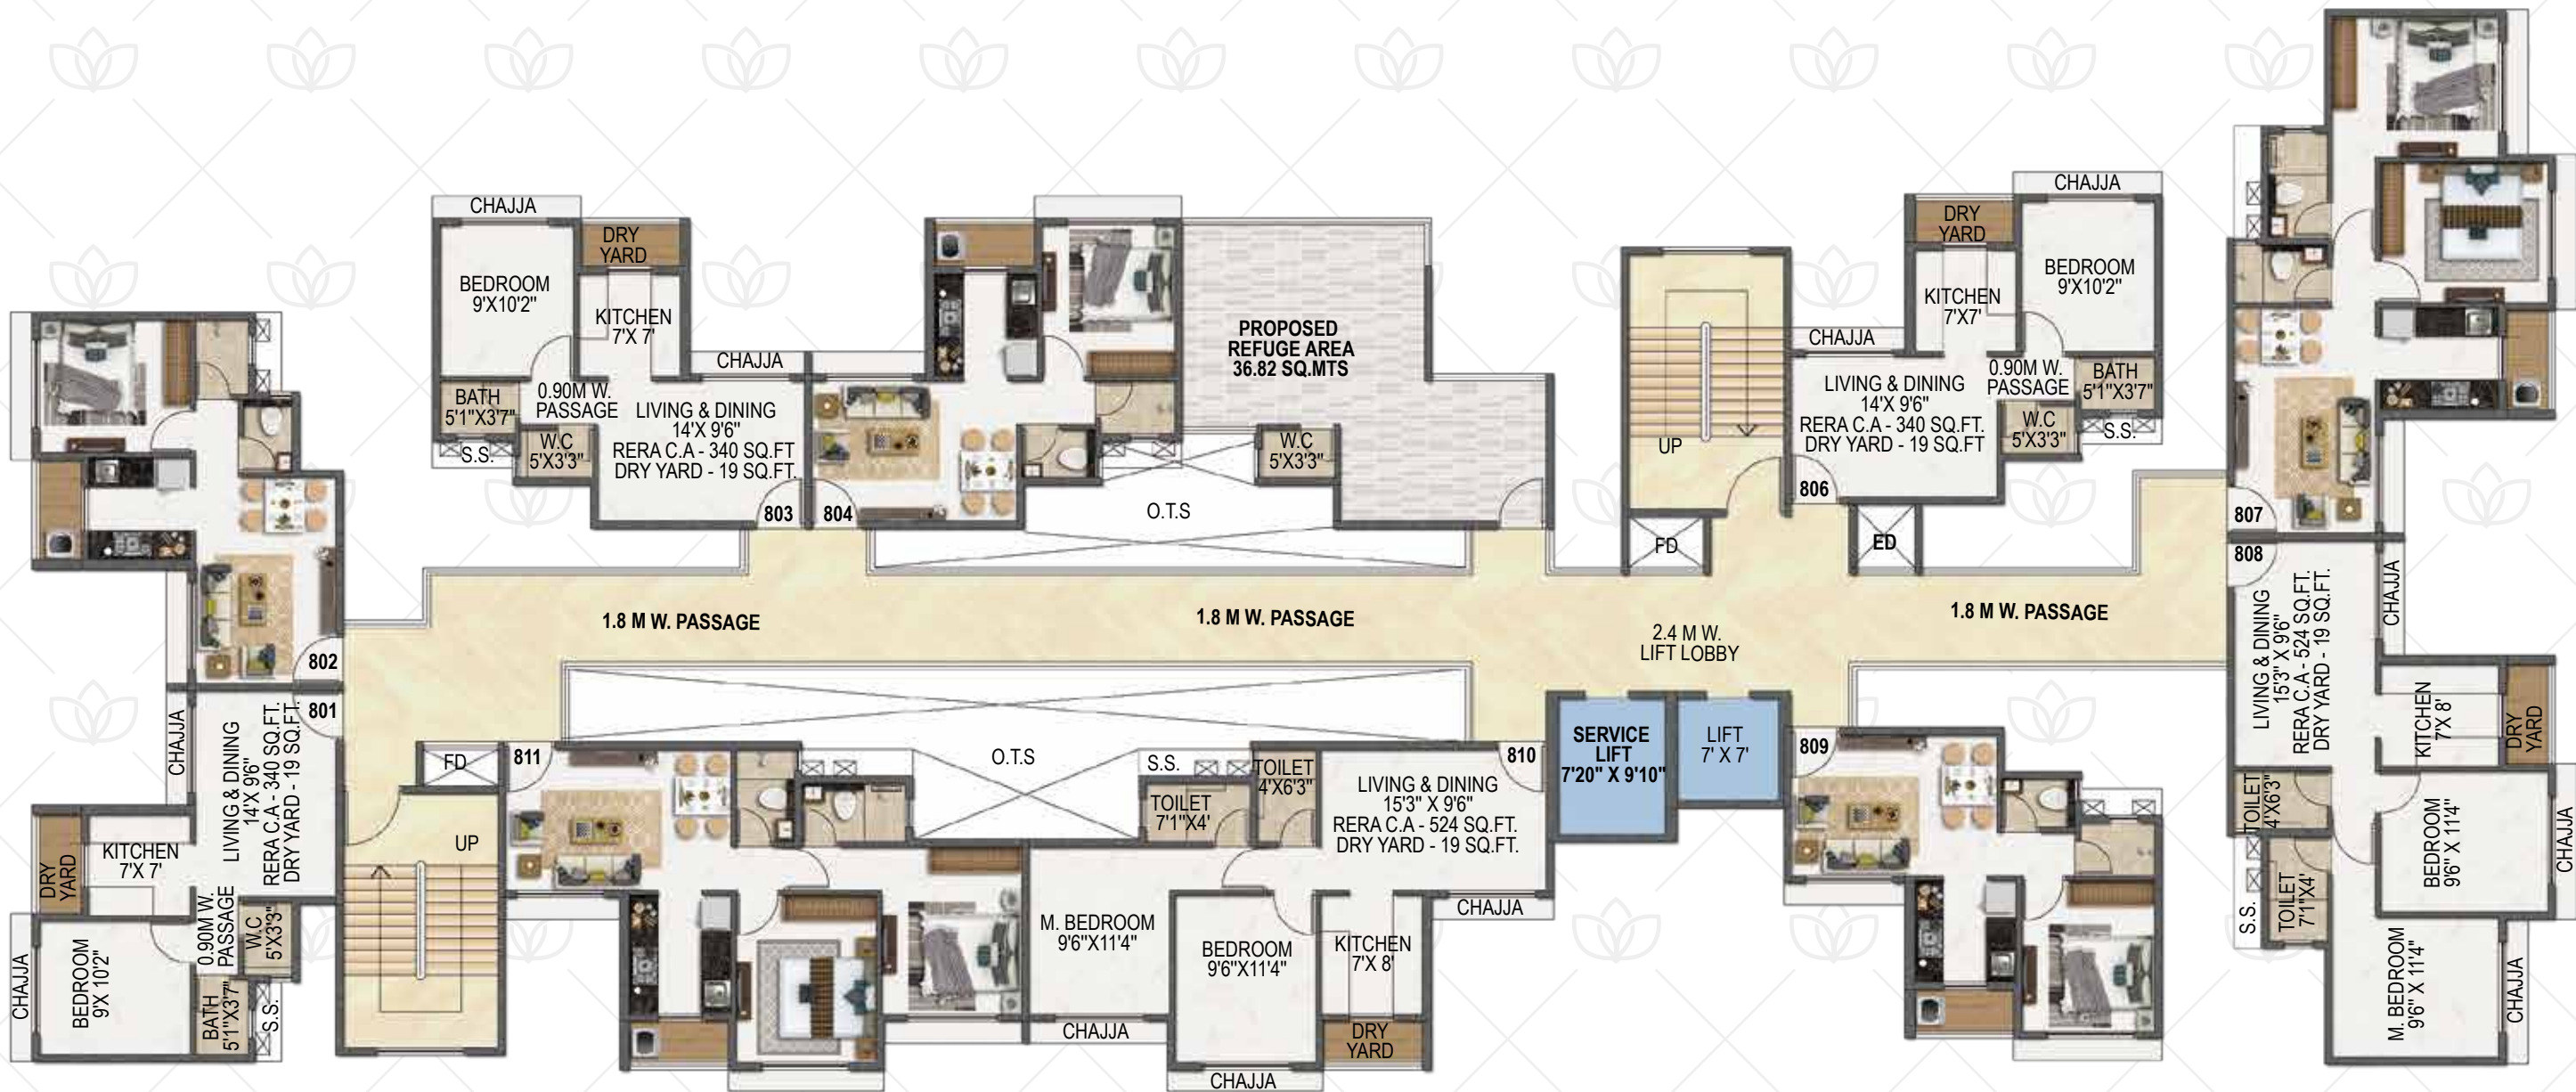 CHAJJA
BEDROOM
9'X10'2"
DRY
YARD
KITCHEN
7'X 7'
CHAJJA
BATH
5'1"X3'7"
0.90M W.
PASSAGE
LIVING & DINING
14'X 9'6"
RERA C.A - 340 SQ.FT
DRY YARD - 19 SQ.FT.
W.C
5'X3'3"
S.S.
803
804
PROPOSED
REFUGE AREA
36.82 SQ.MTS
W.C
5'X3'3"
O.T.S
UP
FD
CHAJJA
DRY
YARD
KITCHEN
7'X7'
CHAJJA
BEDROOM
9'X10'2"
LIVING & DINING
14'X 9'6"
RERA C.A - 340 SQ.FT.
DRY YARD - 19 SQ.FT
0.90M W.
PASSAGE
BATH
5'1"X3'7"
W.C
5'X3'3"
S.S.
806
ED
807
808
1.8 M W. PASSAGE
1.8 M W. PASSAGE
2.4 M W.
LIFT LOBBY
1.8 M W. PASSAGE
802
801
CHAJJA
LIVING & DINING
14'X 9'6"
RERA C.A - 340 SQ.FT.
DRY YARD - 19 SQ.FT.
DRY
YARD
KITCHEN
7'X 7'
0.90M W.
PASSAGE
W.C
5'X3'3"
CHAJJA
BEDROOM
9'X 10'2"
BATH
5'1"X3'7"
S.S.
FD
UP
811
O.T.S
S.S.
TOILET
4'X6'3"
TOILET
7'1"X4'
810
LIVING & DINING
15'3" X 9'6"
RERA C.A - 524 SQ.FT.
DRY YARD - 19 SQ.FT.
CHAJJA
M. BEDROOM
9'6"X11'4"
BEDROOM
9'6"X11'4"
KITCHEN
7'X 8'
CHAJJA
DRY
YARD
CHAJJA
SERVICE
LIFT
7'20" X 9'10"
LIFT
7' X 7'
809
LIVING & DINING
15'3" X 9'6"
RERA C.A - 524 SQ.FT.
DRY YARD - 19 SQ.FT.
CHAJJA
KITCHEN
7'X 8'
DRY
YARD
TOILET
4'X6'3"
BEDROOM
9'6" X 11'4"
CHAJJA
S.S.
TOILET
7'1"X4'
M. BEDROOM
9'6" X 11'4"
CHAJJA